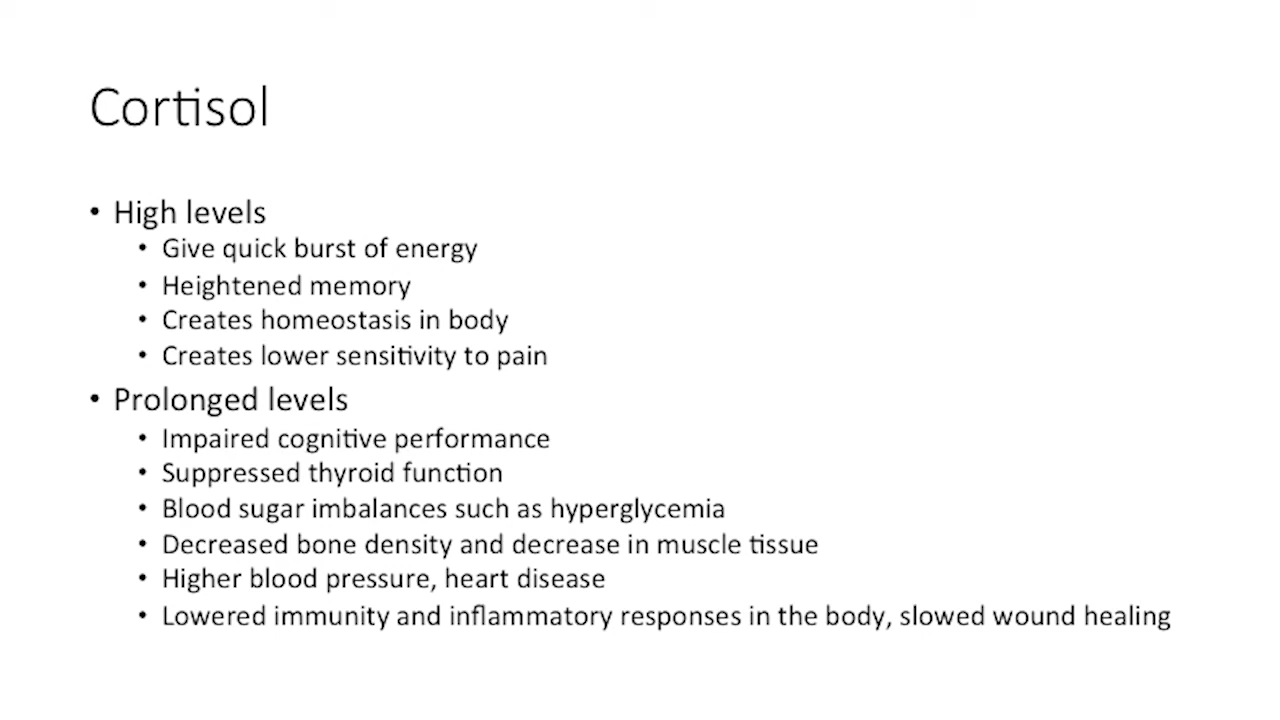 Cortisol
• High levels
• Give quick burst of energy
• Heightened memory
• Creates homeostasis in body
• Creates lower sensitivity to pain
• Prolonged levels
• Impaired cognitive performance
• Suppressed thyroid function
• Blood sugar imbalances such as hyperglycemia
• Decreased bone density and decrease in muscle tissue
• Higher blood pressure, heart disease
• Lowered immunity and inflammatory responses in the body, slowed wound healing